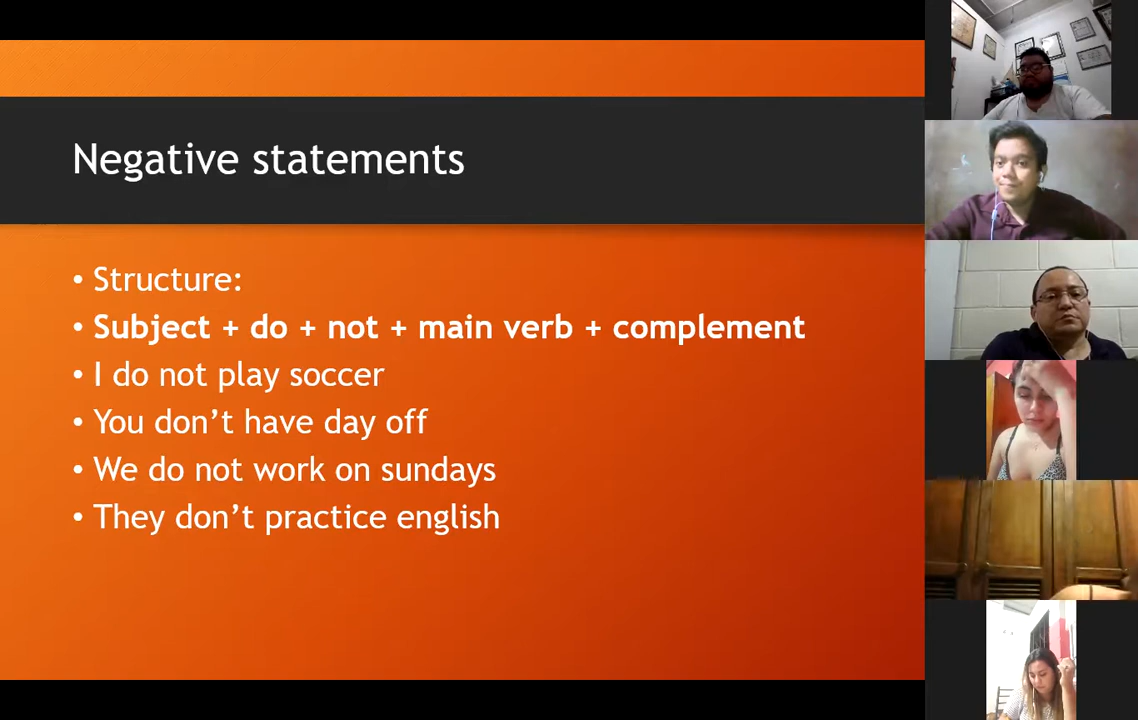 Negative statements
• Structure:
• Subject + do + not + main verb + complement
• I do not play soccer
• You don’t have day off
• We do not work on sundays
• They don’t practice english